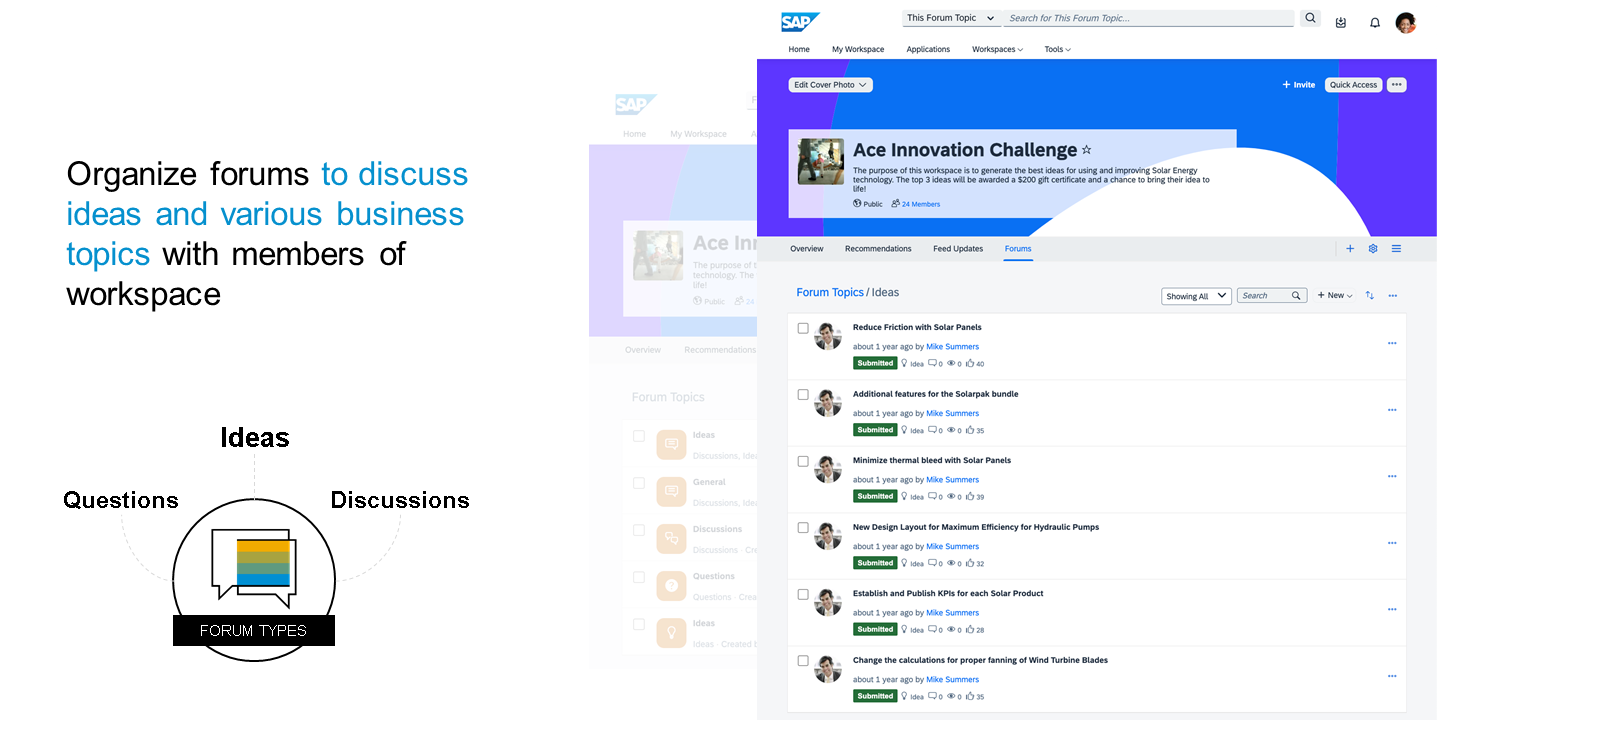 Organize forums to discuss
ideas and various business
topics with members of
workspace
Ideas
Questions
Discussions
FORUM TYPES
SAP
Home
My Workspace
Ace Inn
The purpose of t
technology. The
life!
Public
24
Overview
Recommendations
Forum Topics
Ideas
Discussions, Idea
General
Discussions, Idea
Discussions
Discussions · Cre
Questions
Questions · Crea
Ideas
Ideas · Created b
SAP
This Forum Topic
Search for This Forum Topic...
Home
My Workspace
Applications
Workspaces
Tools
Edit Cover Photo
+ Invite
Quick Access
Ace Innovation Challenge
The purpose of this workspace is to generate the best ideas for using and improving Solar Energy
technology. The top 3 ideas will be awarded a $200 gift certificate and a chance to bring their idea to
life!
Public
24 Members
Overview
Recommendations
Feed Updates
Forums
Forum Topics / Ideas
Showing All
Search
+ New
Reduce Friction with Solar Panels
about 1 year ago by Mike Summers
Submitted Idea 0 0 40
Additional features for the Solarpak bundle
about 1 year ago by Mike Summers
Submitted Idea 0 0 35
Minimize thermal bleed with Solar Panels
about 1 year ago by Mike Summers
Submitted Idea 0 0 39
New Design Layout for Maximum Efficiency for Hydraulic Pumps
about 1 year ago by Mike Summers
Submitted Idea 0 0 32
Establish and Publish KPIs for each Solar Product
about 1 year ago by Mike Summers
Submitted Idea 0 0 28
Change the calculations for proper fanning of Wind Turbine Blades
about 1 year ago by Mike Summers
Submitted Idea 0 0 35